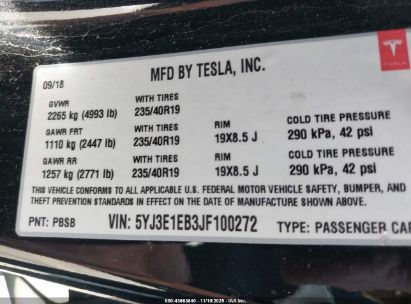 09/18
MFD BY TESLA, INC.
TESLA
GVWR
2265 kg (4993 lb)
WITH TIRES
235/40R19
GAWR FRT
1110 kg (2447 lb)
WITH TIRES
235/40R19
RIM
19X8.5 J
COLD TIRE PRESSURE
290 kPa, 42 psi
GAWR RR
1257 kg (2771 lb)
WITH TIRES
235/40R19
RIM
19X8.5 J
COLD TIRE PRESSURE
290 kPa, 42 psi
THIS VEHICLE CONFORMS TO ALL APPLICABLE U.S. FEDERAL MOTOR VEHICLE SAFETY, BUMPER, AND
THEFT PREVENTION STANDARDS IN EFFECT ON THE DATE OF MANUFACTURE SHOWN ABOVE.
PNT: PBSB
VIN: 5YJ3E1EB3JF100272
TYPE: PASSENGER CAR